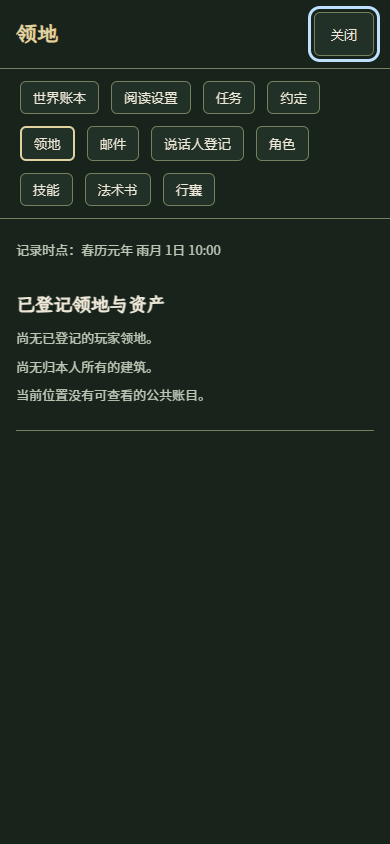 领地
关闭
世界账本 阅读设置 任务 约定
领地 邮件 说话人登记 角色
技能 法术书 行囊
记录时点：春历元年 雨月 1日 10:00
已登记领地与资产
尚无已登记的玩家领地。
尚无归本人所有的建筑。
当前位置没有可查看的公共账目。